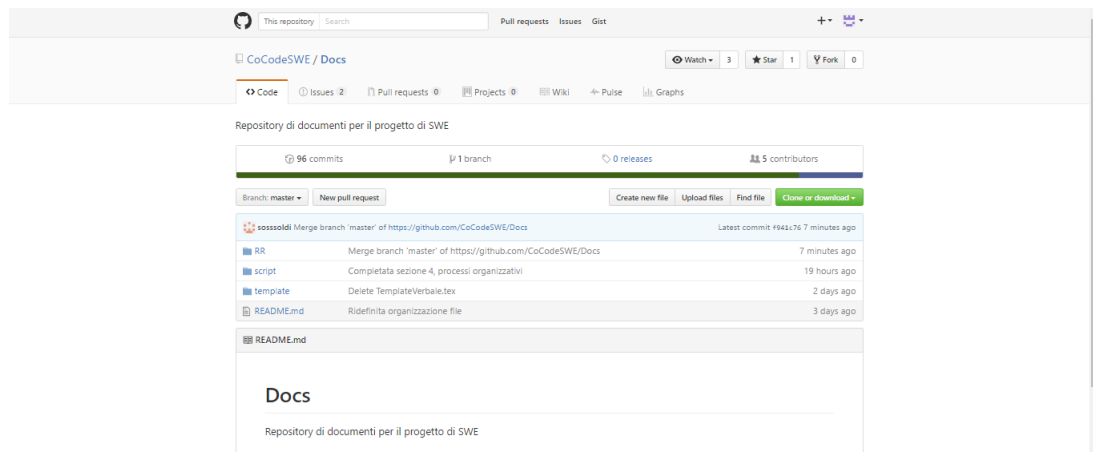 This repository Search Pull requests Issues Gist
CoCodeSWE / Docs Watch 3 Star 1 Fork 0
Code Issues 2 Pull requests 0 Projects 0 Wiki Pulse Graphs
Repository di documenti per il progetto di SWE
96 commits 1 branch 0 releases 5 contributors
Branch: master New pull request Create new file Upload files Find file Clone or download
sosssoldi Merge branch 'master' of https://github.com/CoCodeSWE/Docs Latest commit f941c76 7 minutes ago
RR Merge branch 'master' of https://github.com/CoCodeSWE/Docs 7 minutes ago
script Completata sezione 4, processi organizzativi 19 hours ago
template Delete TemplateVerbale.tex 2 days ago
README.md Ridefinita organizzazione file 3 days ago
README.md
Docs
Repository di documenti per il progetto di SWE